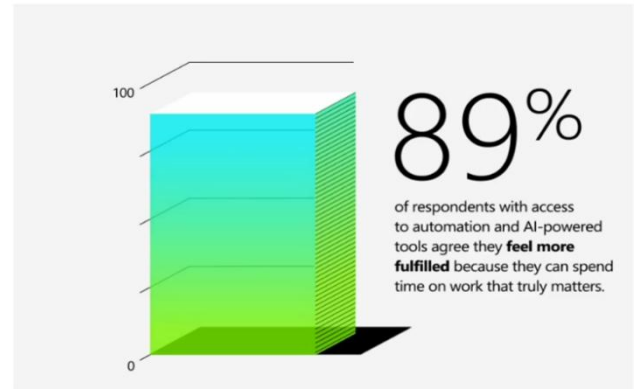 100
0
89%
of respondents with access
to automation and AI-powered
tools agree they feel more
fulfilled because they can spend
time on work that truly matters.